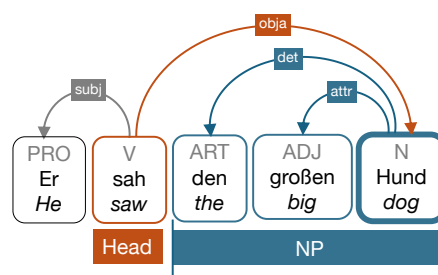 obja
det
subj
attr
PRO V ART ADJ N
Er sah den großen Hund
He saw the big dog
Head NP